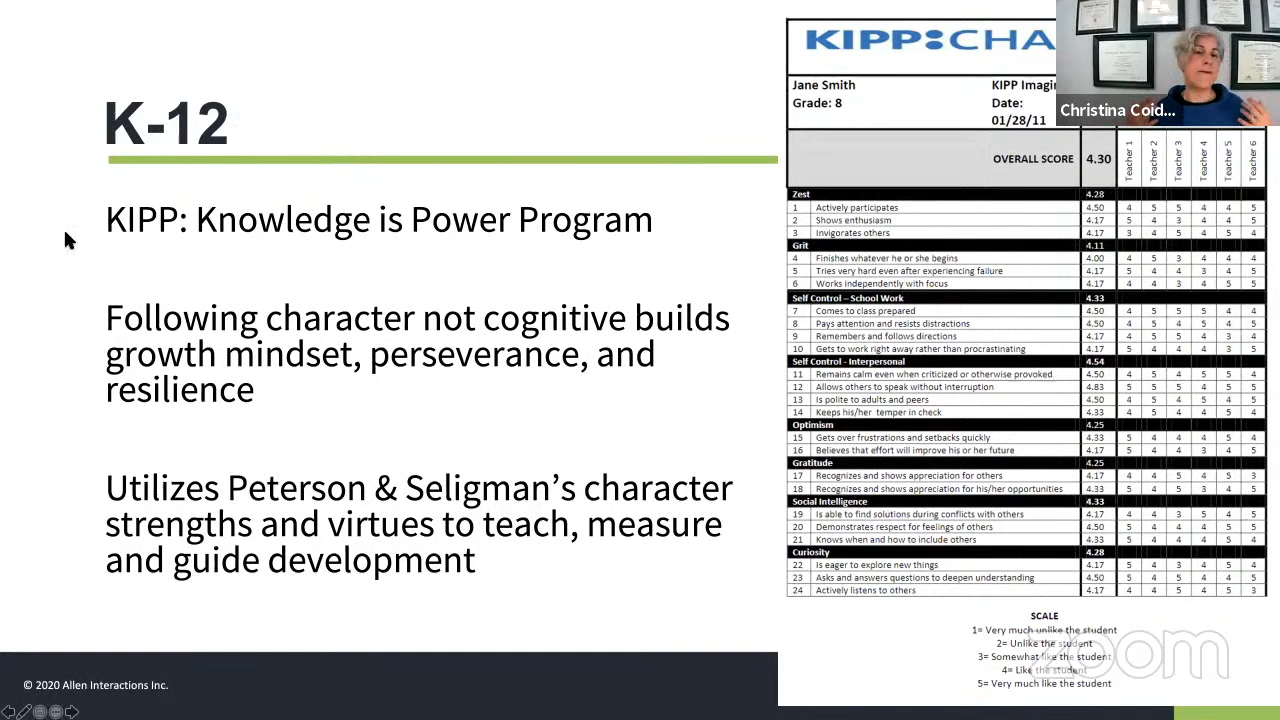 K-12
KIPP: Knowledge is Power Program
Following character not cognitive builds
growth mindset, perseverance, and
resilience
Utilizes Peterson & Seligman’s character
strengths and virtues to teach, measure
and guide development
© 2020 Allen Interactions Inc.
KIPP:CHA
Jane Smith KIPP Imagin
Grade: 8 Date:
01/28/11
Christina Coid...
OVERALL SCORE 4.30 Teacher 1 Teacher 2 Teacher 3 Teacher 4 Teacher 5 Teacher 6
Zest 4.28
1 Actively participates 4.50 4 5 5 4 4 5
2 Shows enthusiasm 4.17 5 4 3 4 4 5
3 Invigorates others 4.17 3 4 5 4 5 4
Grit 4.11
4 Finishes whatever he or she begins 4.00 4 5 3 4 4 4
5 Tries very hard even after experiencing failure 4.17 5 4 4 3 4 5
6 Works independently with focus 4.17 4 4 3 4 5 5
Self Control – School Work 4.33
7 Comes to class prepared 4.50 4 5 5 5 4 4
8 Pays attention and resists distractions 4.50 4 5 4 5 4 5
9 Remembers and follows directions 4.17 4 5 5 4 3 4
10 Gets to work right away rather than procrastinating 4.17 5 4 4 4 3 5
Self Control - Interpersonal 4.54
11 Remains calm even when criticized or otherwise provoked 4.50 4 5 4 5 5 4
12 Allows others to speak without interruption 4.83 5 5 5 4 5 5
13 Is polite to adults and peers 4.50 4 5 4 5 4 5
14 Keeps his/her temper in check 4.33 4 5 4 4 5 4
Optimism 4.25
15 Gets over frustrations and setbacks quickly 4.33 5 4 4 4 5 4
16 Believes that effort will improve his or her future 4.17 5 4 4 3 4 5
Gratitude 4.25
17 Recognizes and shows appreciation for others 4.17 4 4 5 4 5 3
18 Recognizes and shows appreciation for his/her opportunities 4.33 5 4 5 3 4 5
Social Intelligence 4.33
19 Is able to find solutions during conflicts with others 4.17 4 4 3 5 4 5
20 Demonstrates respect for feelings of others 4.50 5 4 4 4 5 5
21 Knows when and how to include others 4.33 5 4 4 4 5 4
Curiosity 4.28
22 Is eager to explore new things 4.17 5 4 3 4 5 4
23 Asks and answers questions to deepen understanding 4.50 5 4 5 4 4 5
24 Actively listens to others 4.17 4 5 4 4 5 3
SCALE
1= Very much unlike the student
2= Unlike the student
3= Somewhat like the student
4= Like the student
5= Very much like the student
zoom